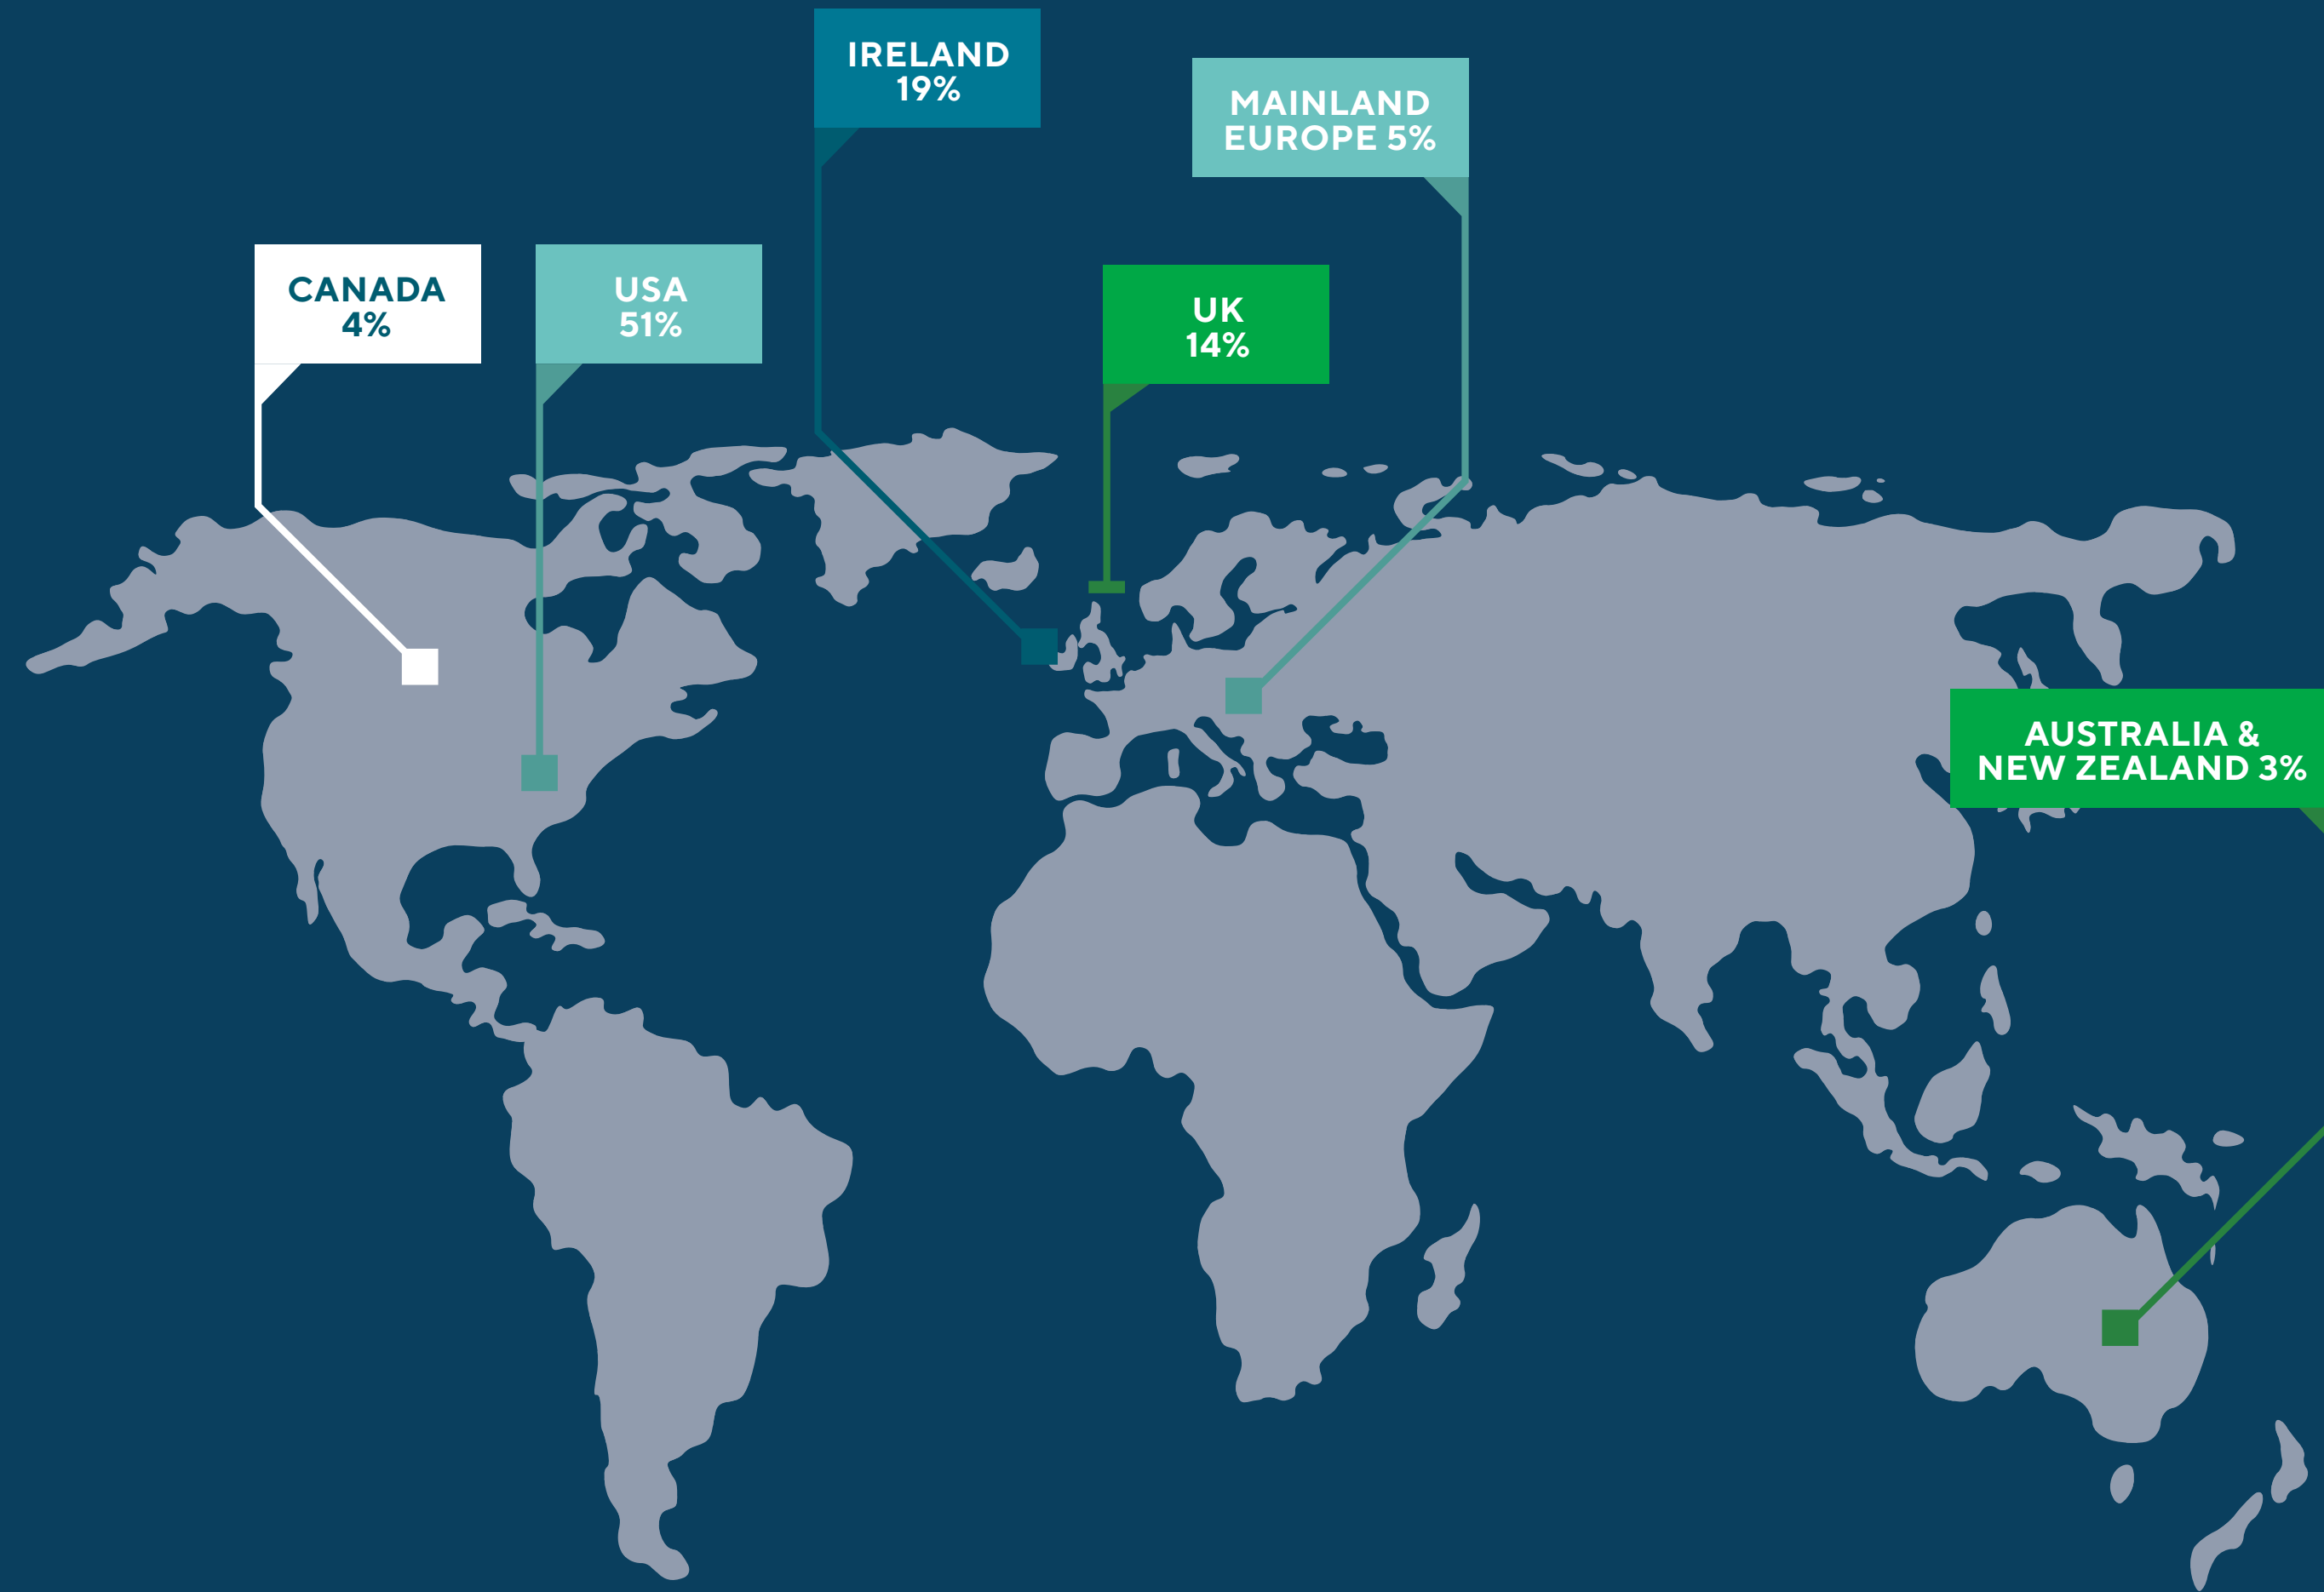 IRELAND
19%
MAINLAND
EUROPE 5%
CANADA
4%
USA
51%
UK
14%
AUSTRALIA &
NEW ZEALAND 3%